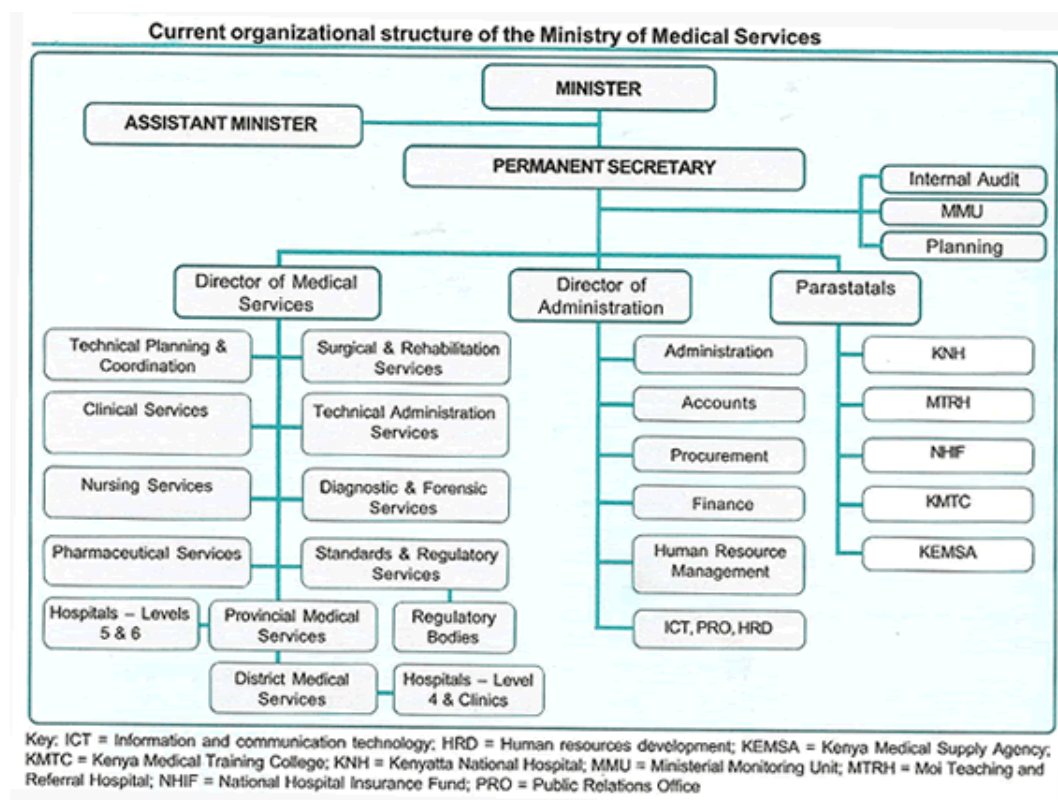 Current organizational structure of the Ministry of Medical Services
MINISTER
ASSISTANT MINISTER
PERMANENT SECRETARY
Internal Audit
MMU
Planning
Director of Medical
Services
Director of
Administration
Parastatals
Technical Planning &
Coordination
Surgical & Rehabilitation
Services
Clinical Services
Technical Administration
Services
Nursing Services
Diagnostic & Forensic
Services
Pharmaceutical Services
Standards & Regulatory
Services
Hospitals – Levels
5 & 6
Provincial Medical
Services
Regulatory
Bodies
District Medical
Services
Hospitals – Level
4 & Clinics
Administration
Accounts
Procurement
Finance
Human Resource
Management
ICT, PRO, HRD
KNH
MTRH
NHIF
KMTC
KEMSA
Key: ICT = Information and communication technology; HRD = Human resources development; KEMSA = Kenya Medical Supply Agency;
KMTC = Kenya Medical Training College; KNH = Kenyatta National Hospital; MMU = Ministerial Monitoring Unit; MTRH = Moi Teaching and
Referral Hospital; NHIF = National Hospital Insurance Fund; PRO = Public Relations Office